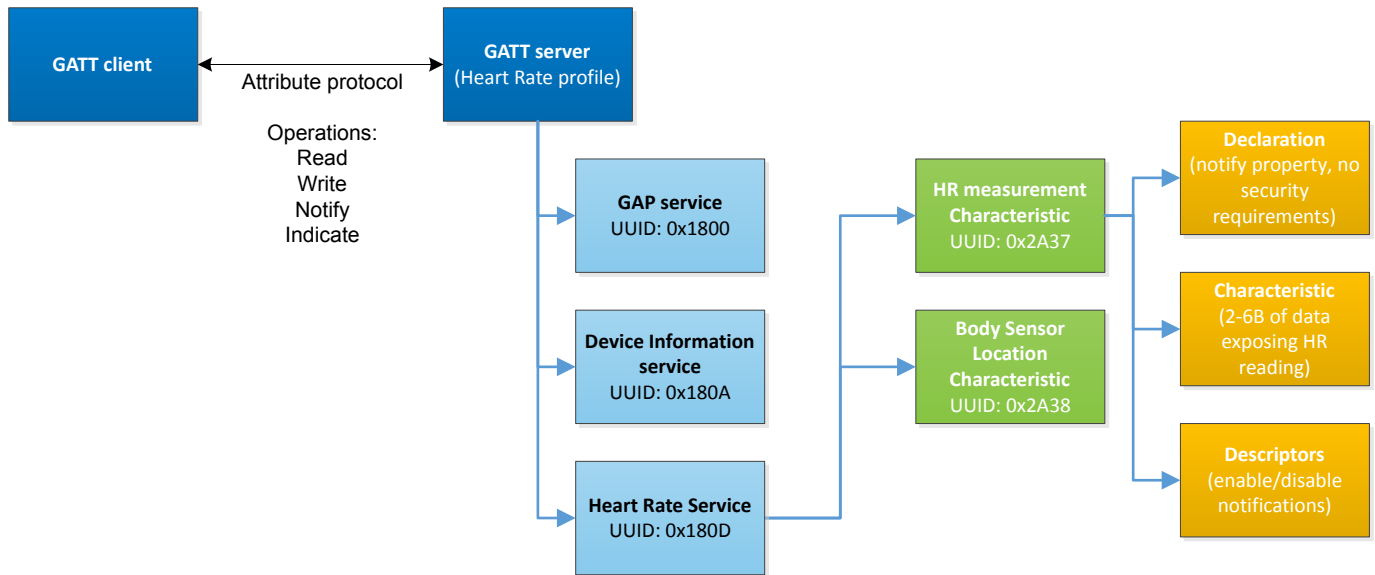 GATT client
Attribute protocol
Operations:
Read
Write
Notify
Indicate
GATT server
(Heart Rate profile)
GAP service
UUID: 0x1800
Device Information
service
UUID: 0x180A
Heart Rate Service
UUID: 0x180D
HR measurement
Characteristic
UUID: 0x2A37
Body Sensor
Location
Characteristic
UUID: 0x2A38
Declaration
(notify property, no
security
requirements)
Characteristic
(2-6B of data
exposing HR
reading)
Descriptors
(enable/disable
notifications)